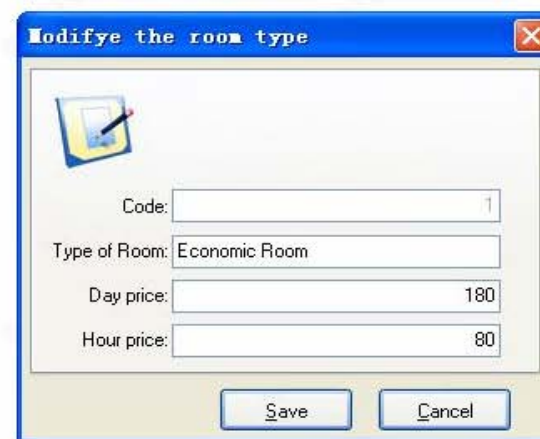 Modifye the room type
Code: 1
Type of Room: Economic Room
Day price: 180
Hour price: 80
Save Cancel